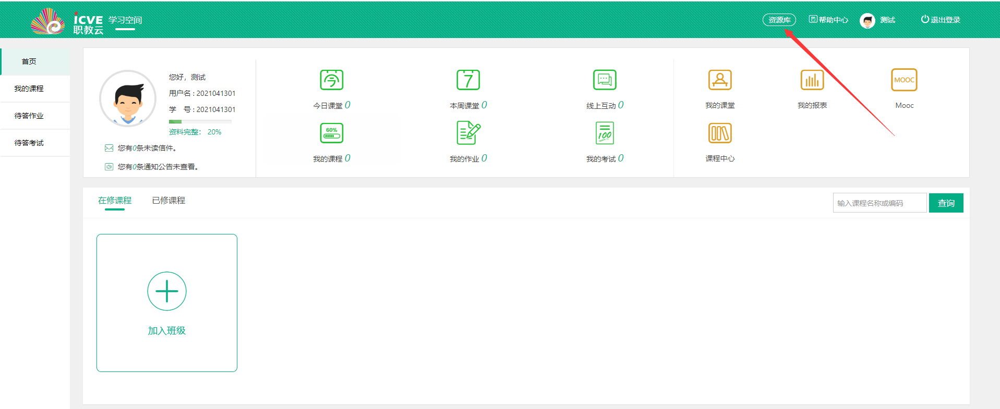 ICVE
职教云
学习空间
资源库
帮助中心
测试
退出登录
首页
我的课程
待答作业
待答考试
您好，测试
用户名 : 2021041301
学 号 : 2021041301
资料完整： 20%
您有0条未读信件。
您有0条通知公告未查看。
今
今日课堂 0
7
本周课堂 0
线上互动 0
60%
我的课程 0
我的作业 0
100
我的考试 0
我的课堂
我的报表
MOOC
Mooc
课程中心
在修课程
已修课程
输入课程名称或编码
查询
加入班级